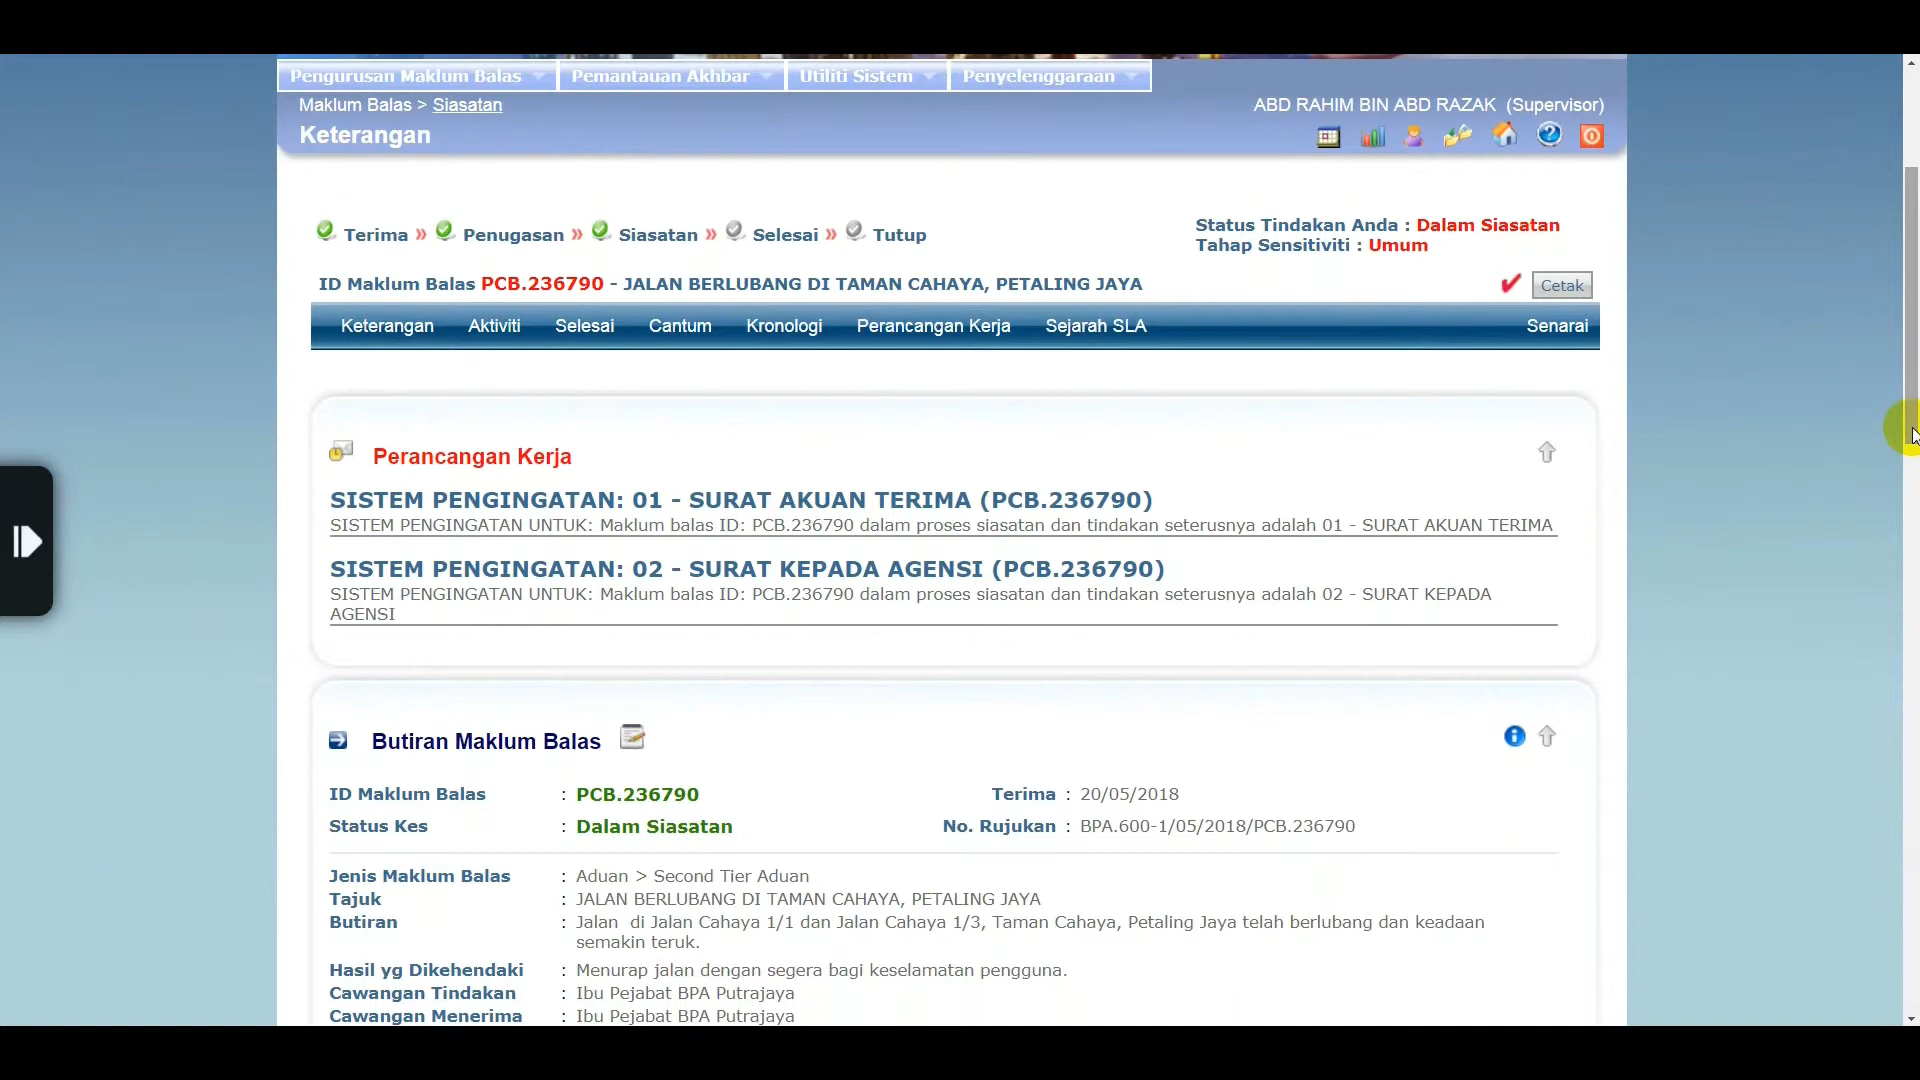 Pengurusan Maklum Balas Pemantauan Akhbar Utiliti Sistem Penyelenggaraan
Maklum Balas > Siasatan
ABD RAHIM BIN ABD RAZAK (Supervisor)
Keterangan
Terima » Penugasan » Siasatan » Selesai » Tutup
Status Tindakan Anda : Dalam Siasatan
Tahap Sensitiviti : Umum
ID Maklum Balas PCB.236790 - JALAN BERLUBANG DI TAMAN CAHAYA, PETALING JAYA
Cetak
Keterangan Aktiviti Selesai Cantum Kronologi Perancangan Kerja Sejarah SLA Senarai
Perancangan Kerja
SISTEM PENGINGATAN: 01 - SURAT AKUAN TERIMA (PCB.236790)
SISTEM PENGINGATAN UNTUK: Maklum balas ID: PCB.236790 dalam proses siasatan dan tindakan seterusnya adalah 01 - SURAT AKUAN TERIMA
SISTEM PENGINGATAN: 02 - SURAT KEPADA AGENSI (PCB.236790)
SISTEM PENGINGATAN UNTUK: Maklum balas ID: PCB.236790 dalam proses siasatan dan tindakan seterusnya adalah 02 - SURAT KEPADA
AGENSI
Butiran Maklum Balas
ID Maklum Balas : PCB.236790 Terima : 20/05/2018
Status Kes : Dalam Siasatan No. Rujukan : BPA.600-1/05/2018/PCB.236790
Jenis Maklum Balas : Aduan > Second Tier Aduan
Tajuk : JALAN BERLUBANG DI TAMAN CAHAYA, PETALING JAYA
Butiran : Jalan di Jalan Cahaya 1/1 dan Jalan Cahaya 1/3, Taman Cahaya, Petaling Jaya telah berlubang dan keadaan
semakin teruk.
Hasil yg Dikehendaki : Menurap jalan dengan segera bagi keselamatan pengguna.
Cawangan Tindakan : Ibu Pejabat BPA Putrajaya
Cawangan Menerima : Ibu Pejabat BPA Putrajaya